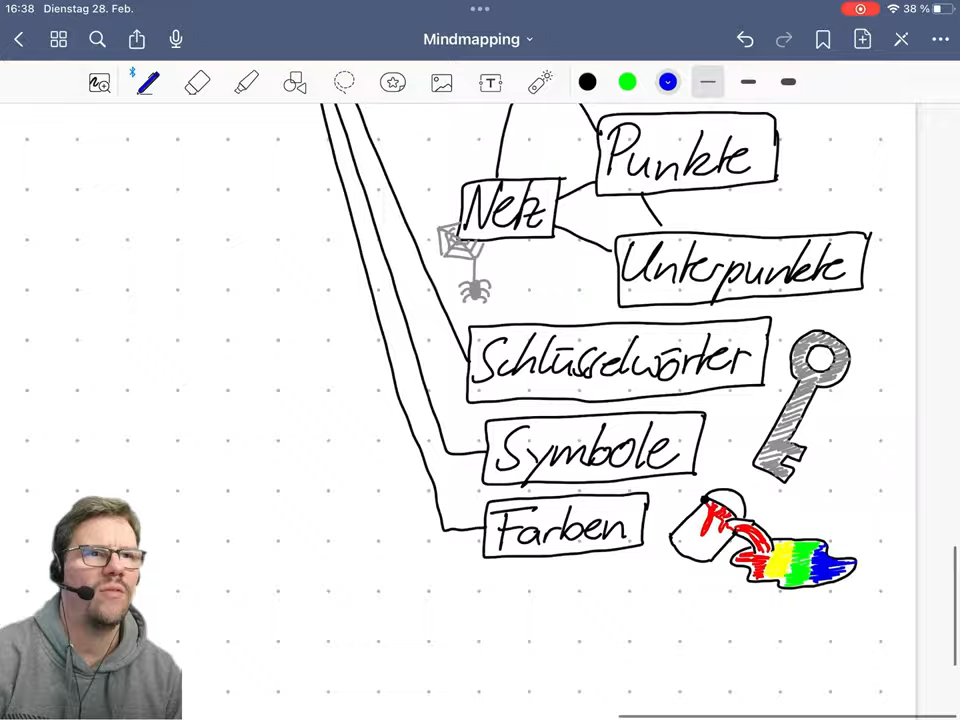 16:38 Dienstag 28. Feb.
38 %
Mindmapping
Punkte
Netz
Unterpunkte
Schlüsselwörter
Symbole
Farben